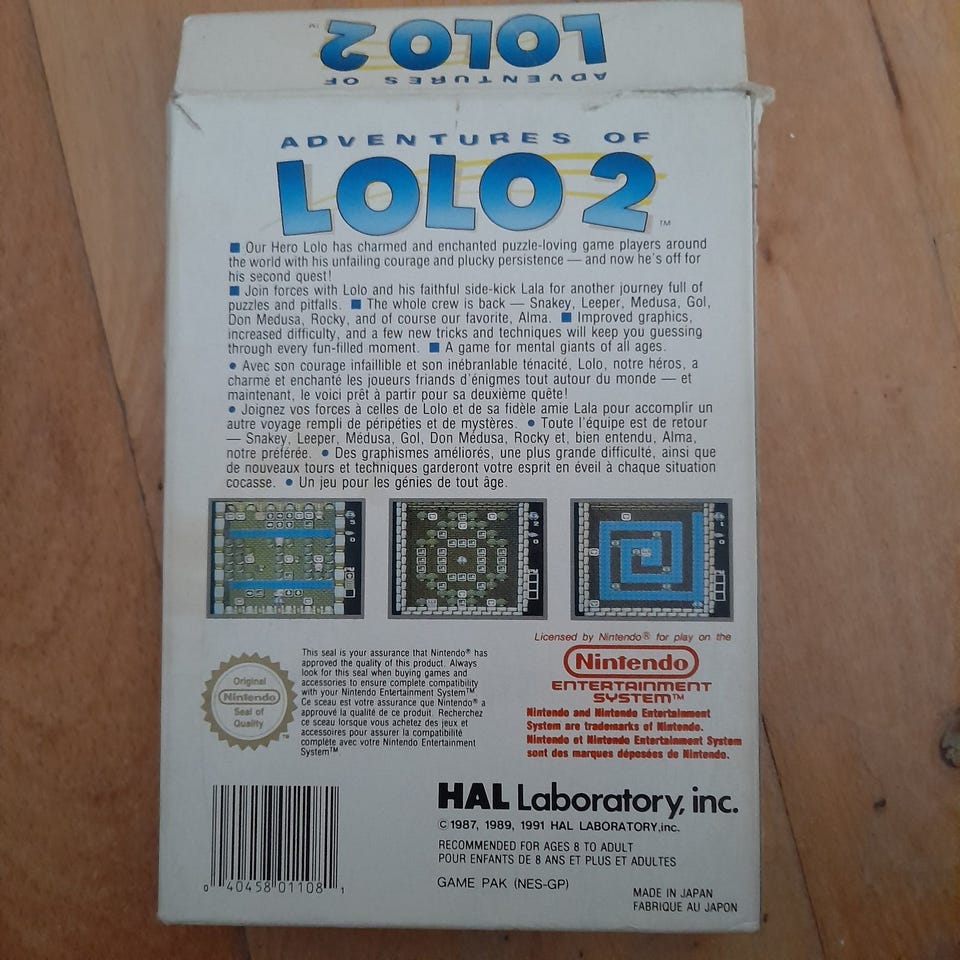 ADVENTURES OF
LOLO 2
™
ADVENTURES OF
LOLO 2
™
■ Our Hero Lolo has charmed and enchanted puzzle-loving game players around
the world with his unfailing courage and plucky persistence — and now he's off for
his second quest!
■ Join forces with Lolo and his faithful side-kick Lala for another journey full of
puzzles and pitfalls. ■ The whole crew is back — Snakey, Leeper, Medusa, Gol,
Don Medusa, Rocky, and of course our favorite, Alma. ■ Improved graphics,
increased difficulty, and a few new tricks and techniques will keep you guessing
through every fun-filled moment. ■ A game for mental giants of all ages.
● Avec son courage infaillible et son inébranlable ténacité, Lolo, notre héros, a
charmé et enchanté les joueurs friands d'énigmes tout autour du monde — et
maintenant, le voici prêt à partir pour sa deuxième quête!
● Joignez vos forces à celles de Lolo et de sa fidèle amie Lala pour accomplir un
autre voyage rempli de péripéties et de mystères. ● Toute l'équipe est de retour
— Snakey, Leeper, Médusa, Gol, Don Médusa, Rocky et, bien entendu, Alma,
notre préférée. ● Des graphismes améliorés, une plus grande difficulté, ainsi que
de nouveaux tours et techniques garderont votre esprit en éveil à chaque situation
cocasse. ● Un jeu pour les génies de tout âge.
This seal is your assurance that Nintendo® has
approved the quality of this product. Always
look for this seal when buying games and
accessories to ensure complete compatibility
with your Nintendo Entertainment System™.
Ce sceau est votre assurance que Nintendo® a
approuvé la qualité de ce produit. Recherchez
ce sceau lorsque vous achetez des jeux et
accessoires pour assurer la compatibilité
complète avec votre Nintendo Entertainment
System™
Original
Nintendo
Seal of
Quality
™
Licensed by Nintendo® for play on the
Nintendo
ENTERTAINMENT
SYSTEM™
Nintendo and Nintendo Entertainment
System are trademarks of Nintendo.
Nintendo et Nintendo Entertainment System
sont des marques déposées de Nintendo.
HAL Laboratory, inc.
© 1987, 1989, 1991 HAL LABORATORY,inc.
RECOMMENDED FOR AGES 8 TO ADULT
POUR ENFANTS DE 8 ANS ET PLUS ET ADULTES
GAME PAK (NES-GP)
MADE IN JAPAN
FABRIQUE AU JAPON
0 40458 01108 1